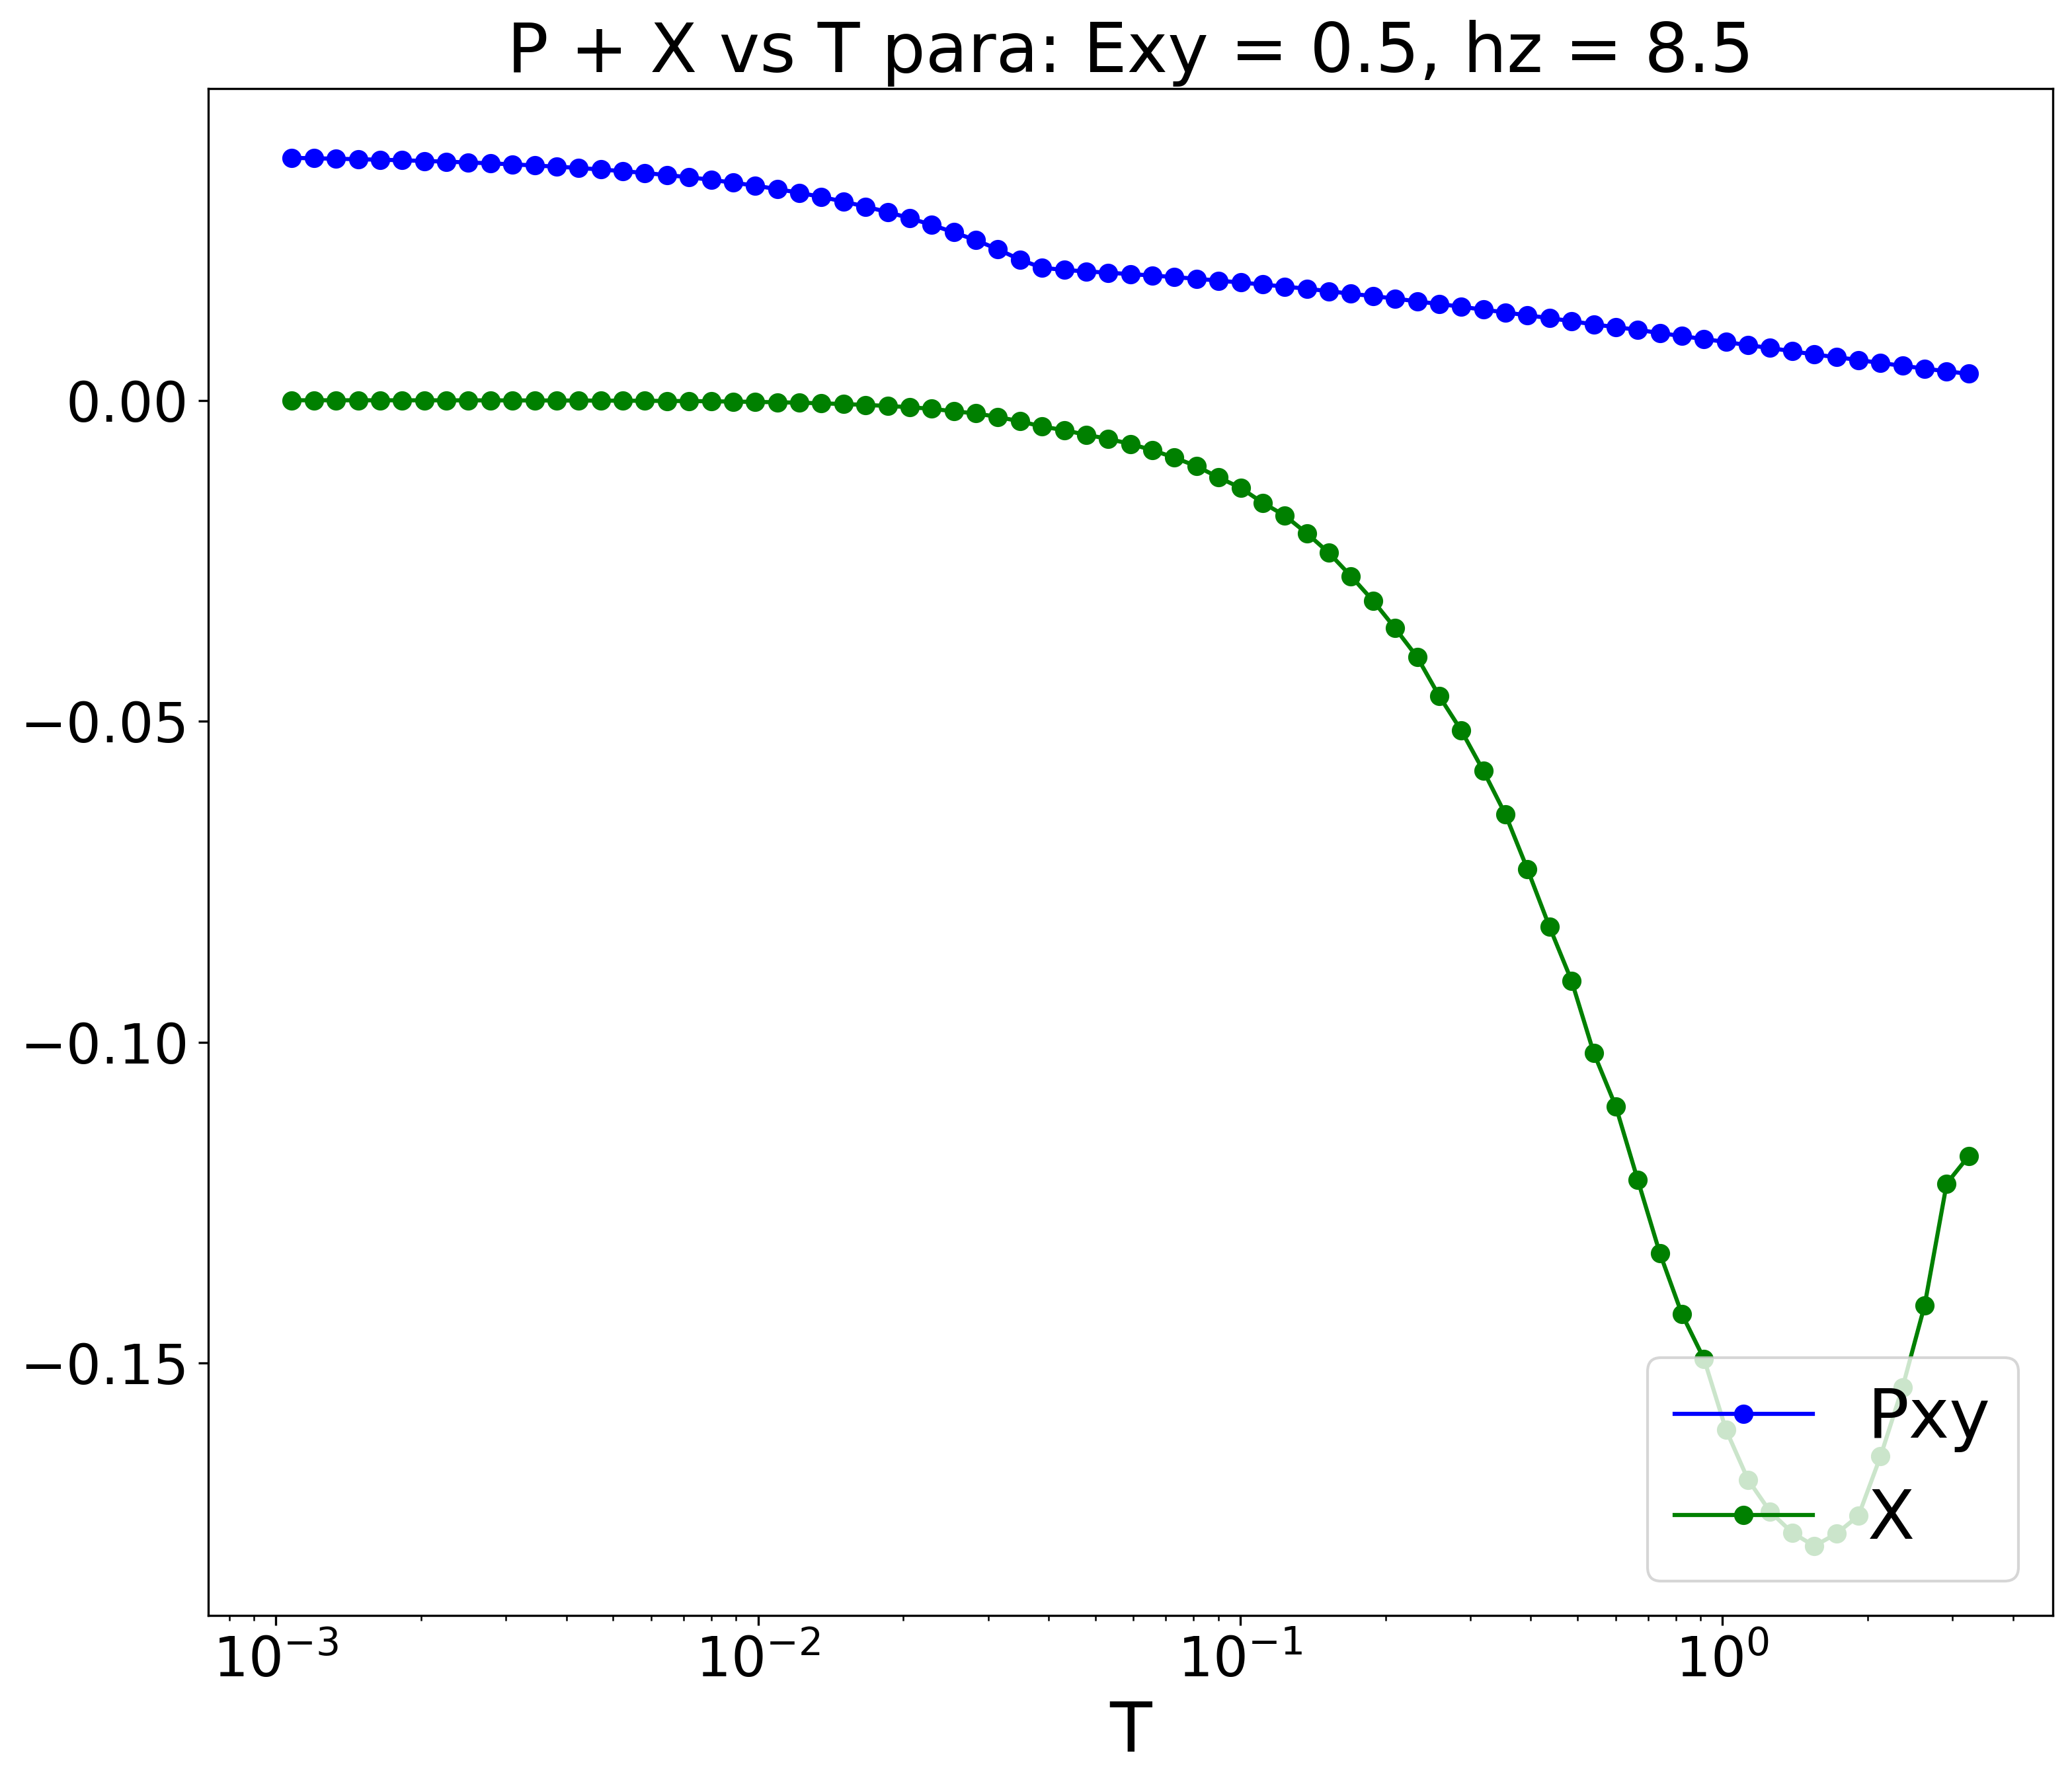 P + X vs T para: Exy = 0.5, hz = 8.5
0.00
−0.05
−0.10
−0.15
Pxy
X
10⁻³ 10⁻² 10⁻¹ 10⁰
T